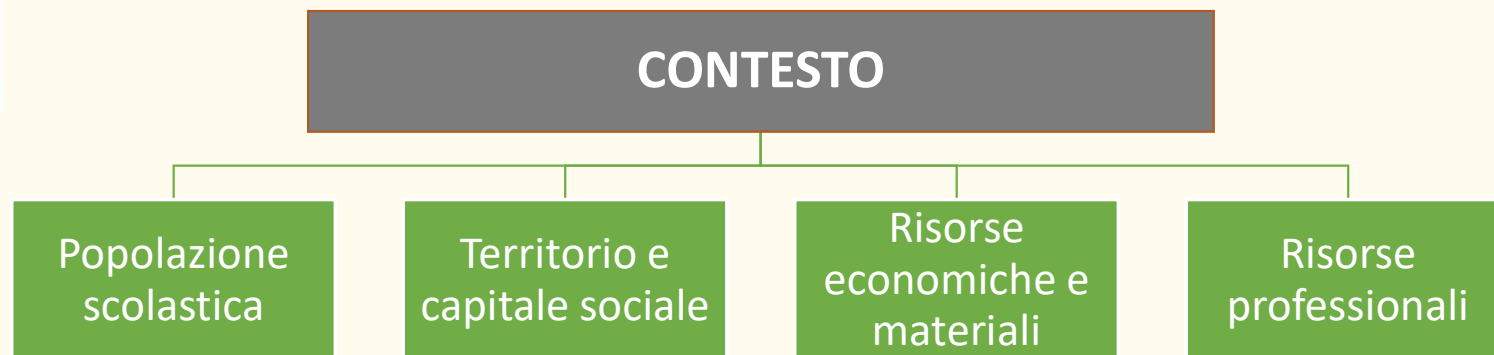 CONTESTO
Popolazione
scolastica
Territorio e
capitale sociale
Risorse
economiche e
materiali
Risorse
professionali